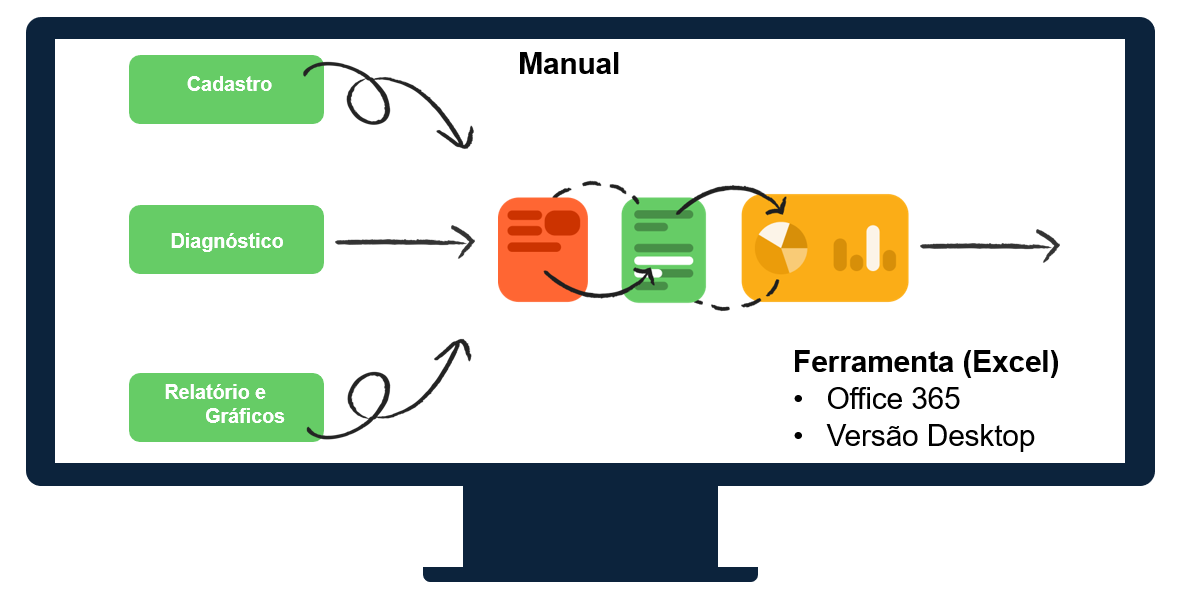 Manual
Cadastro
Diagnóstico
Relatório e
Gráficos
Ferramenta (Excel)
• Office 365
• Versão Desktop